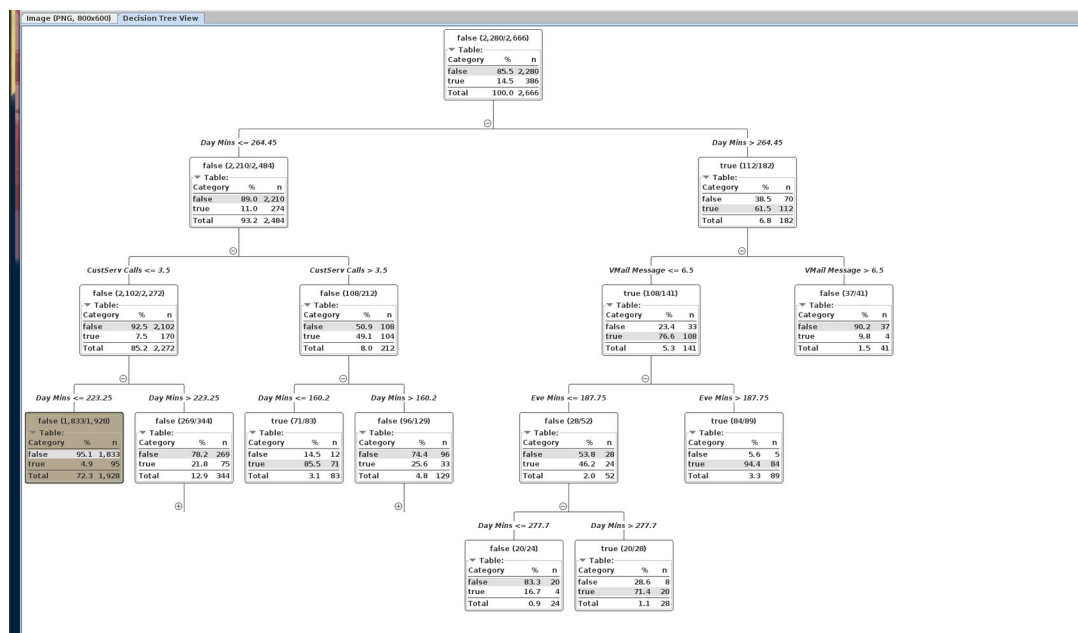 Image (PNG, 800x600) Decision Tree View
false (2,280/2,666)
Table:
Category % n
false 85.5 2,280
true 14.5 386
Total 100.0 2,666
Day Mins <= 264.45 Day Mins > 264.45
false (2,210/2,484)
Table:
Category % n
false 89.0 2,210
true 11.0 274
Total 93.2 2,484
true (112/182)
Table:
Category % n
false 38.5 70
true 61.5 112
Total 6.8 182
CustServ Calls <= 3.5 CustServ Calls > 3.5 VMail Message <= 6.5 VMail Message > 6.5
false (2,102/2,272)
Table:
Category % n
false 92.5 2,102
true 7.5 170
Total 85.2 2,272
false (108/212)
Table:
Category % n
false 50.9 108
true 49.1 104
Total 8.0 212
true (108/141)
Table:
Category % n
false 23.4 33
true 76.6 108
Total 5.3 141
false (37/41)
Table:
Category % n
false 90.2 37
true 9.8 4
Total 1.5 41
Day Mins <= 223.25 Day Mins > 223.25 Day Mins <= 160.2 Day Mins > 160.2 Eve Mins <= 187.75 Eve Mins > 187.75
false (1,833/1,928)
Table:
Category % n
false 95.1 1,833
true 4.9 95
Total 72.3 1,928
false (269/344)
Table:
Category % n
false 78.2 269
true 21.8 75
Total 12.9 344
true (71/83)
Table:
Category % n
false 14.5 12
true 85.5 71
Total 3.1 83
false (96/129)
Table:
Category % n
false 74.4 96
true 25.6 33
Total 4.8 129
false (28/52)
Table:
Category % n
false 53.8 28
true 46.2 24
Total 2.0 52
true (84/89)
Table:
Category % n
false 5.6 5
true 94.4 84
Total 3.3 89
Day Mins <= 277.7 Day Mins > 277.7
false (20/24)
Table:
Category % n
false 83.3 20
true 16.7 4
Total 0.9 24
true (20/28)
Table:
Category % n
false 28.6 8
true 71.4 20
Total 1.1 28